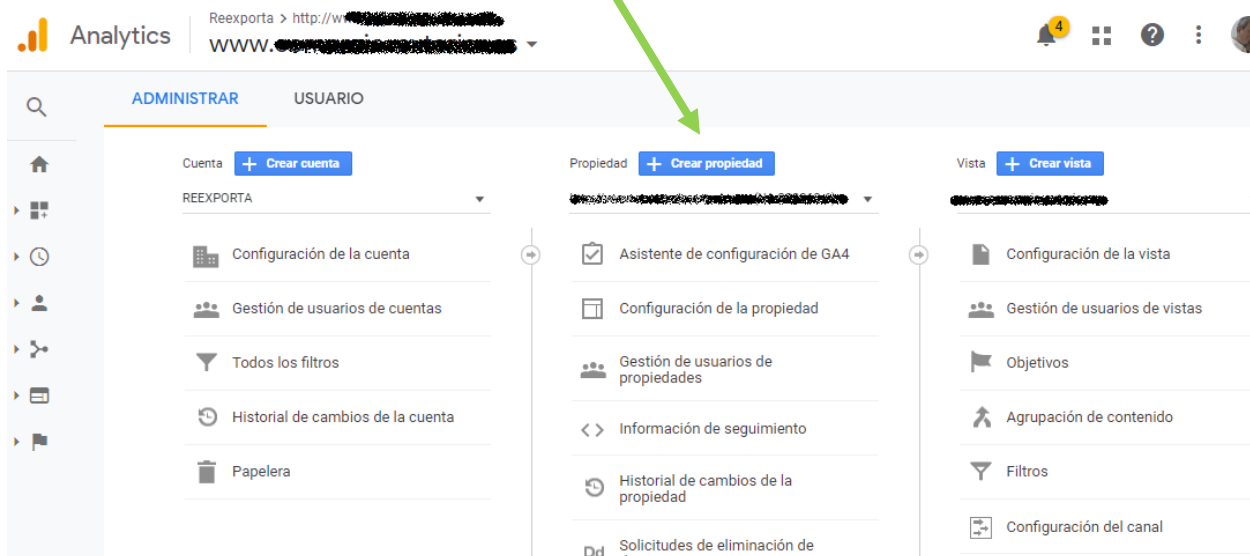 Reexporta > http://w
Analytics
www.
4
ADMINISTRAR
USUARIO
Cuenta
Crear cuenta
REEXPORTA
Configuración de la cuenta
Gestión de usuarios de cuentas
Todos los filtros
Historial de cambios de la cuenta
Papelera
Propiedad
Crear propiedad
Asistente de configuración de GA4
Configuración de la propiedad
Gestión de usuarios de
propiedades
Información de seguimiento
Historial de cambios de la
propiedad
Dd
Solicitudes de eliminación de
Vista
Crear vista
Configuración de la vista
Gestión de usuarios de vistas
Objetivos
Agrupación de contenido
Filtros
Configuración del canal